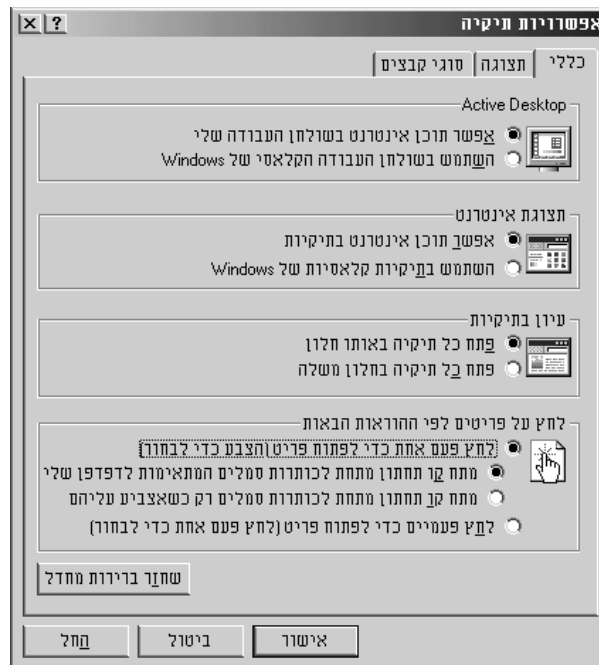 אפשרויות תיקיה
כללי תצוגה סוגי קבצים
Active Desktop
אפשר תוכן אינטרנט בשולחן העבודה שלי
השתמש בשולחן העבודה הקלאסי של Windows
תצוגת אינטרנט
אפשר תוכן אינטרנט בתיקיות
השתמש בתיקיות קלאסיות של Windows
עיון בתיקיות
פתח כל תיקיה באותו חלון
פתח כל תיקיה בחלון משלה
לחץ על פריטים לפי ההוראות הבאות
לחץ פעם אחת כדי לפתוח פריט (הצבע כדי לבחור)
מתח קו תחתון מתחת לכותרות סמלים המתאימות לדפדפן שלי
מתח קו תחתון מתחת לכותרות סמלים רק כשאצביע עליהם
לחץ פעמיים כדי לפתוח פריט (לחץ פעם אחת כדי לבחור)
שחזר ברירות מחדל
אישור ביטול החל